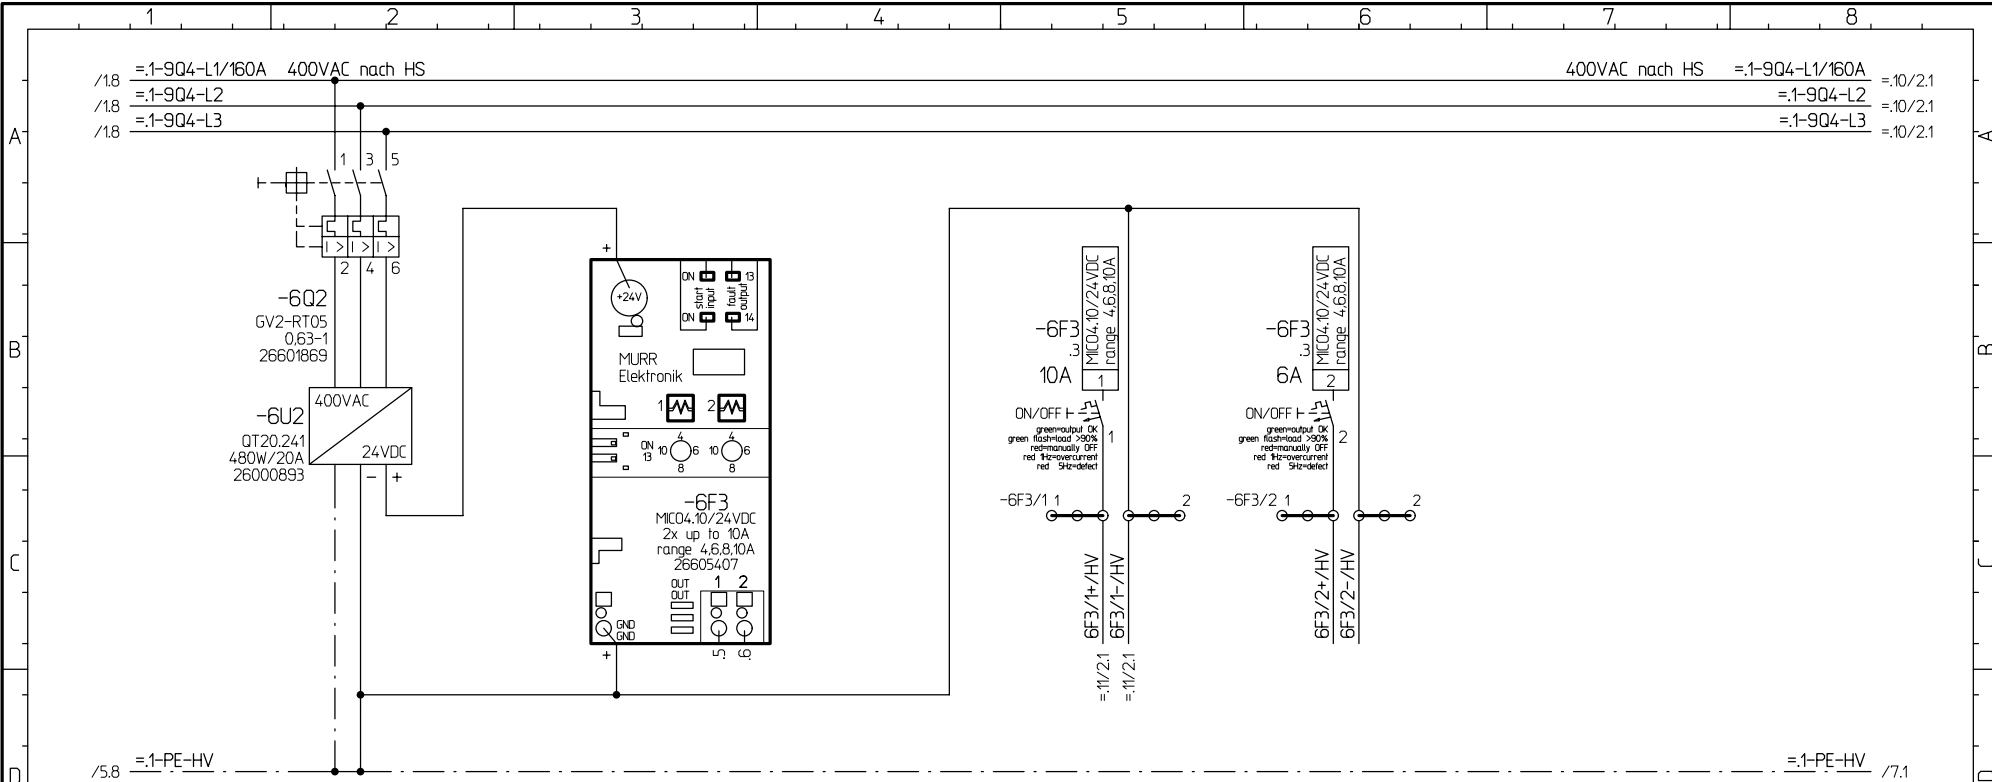 1 2 3 4 5 6 7 8
A A
B B
C C
D D
/1.8 =.1-9Q4-L1/160A 400VAC nach HS
400VAC nach HS =.1-9Q4-L1/160A =.10/2.1
/1.8 =.1-9Q4-L2
=.1-9Q4-L2 =.10/2.1
/1.8 =.1-9Q4-L3
=.1-9Q4-L3 =.10/2.1
1 3 5
I > I > I >
2 4 6
-6Q2
GV2-RT05
0,63-1
26601869
400VAC
24VDC
-6U2
QT20.241
480W/20A
26000893
- +
+
+24V
ON
start
input
ON
13
fault
output
14
MURR
Elektronik
1 2
ON
13
4
10 6
8
4
10 6
8
-6F3
MICO4.10/24VDC
2x up to 10A
range 4,6,8,10A
26605407
OUT 1 2
OUT
GND
GND
+ .5 .6
MICO4.10/24VDC
range 4,6,8,10A
-6F3
.3
10A
1
ON/OFF
green=output OK
green flash=load >90%
red=manually OFF
red 1Hz=overcurrent
red 5Hz=defect
1
-6F3/1 1 2
6F3/1+/HV
6F3/1-/HV
=.11/2.1
=.11/2.1
MICO4.10/24VDC
range 4,6,8,10A
-6F3
.3
6A
2
ON/OFF
green=output OK
green flash=load >90%
red=manually OFF
red 1Hz=overcurrent
red 5Hz=defect
2
-6F3/2 1 2
6F3/2+/HV
6F3/2-/HV
/5.8 =.1-PE-HV
=.1-PE-HV /7.1